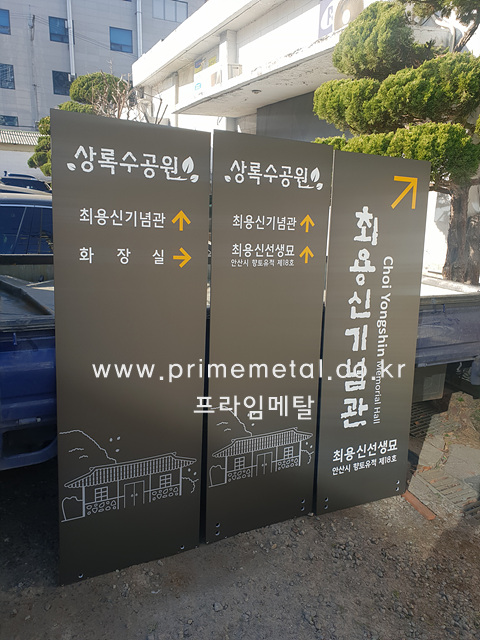 상록수공원
최용신기념관
화 장 실
상록수공원
최용신기념관
최용신선생묘
안산시 향토유적 제18호
최용신기념관
Choi Yongshin Memorial Hall
최용신선생묘
안산시 향토유적 제18호
www.primemetal.co.kr
프라임메탈